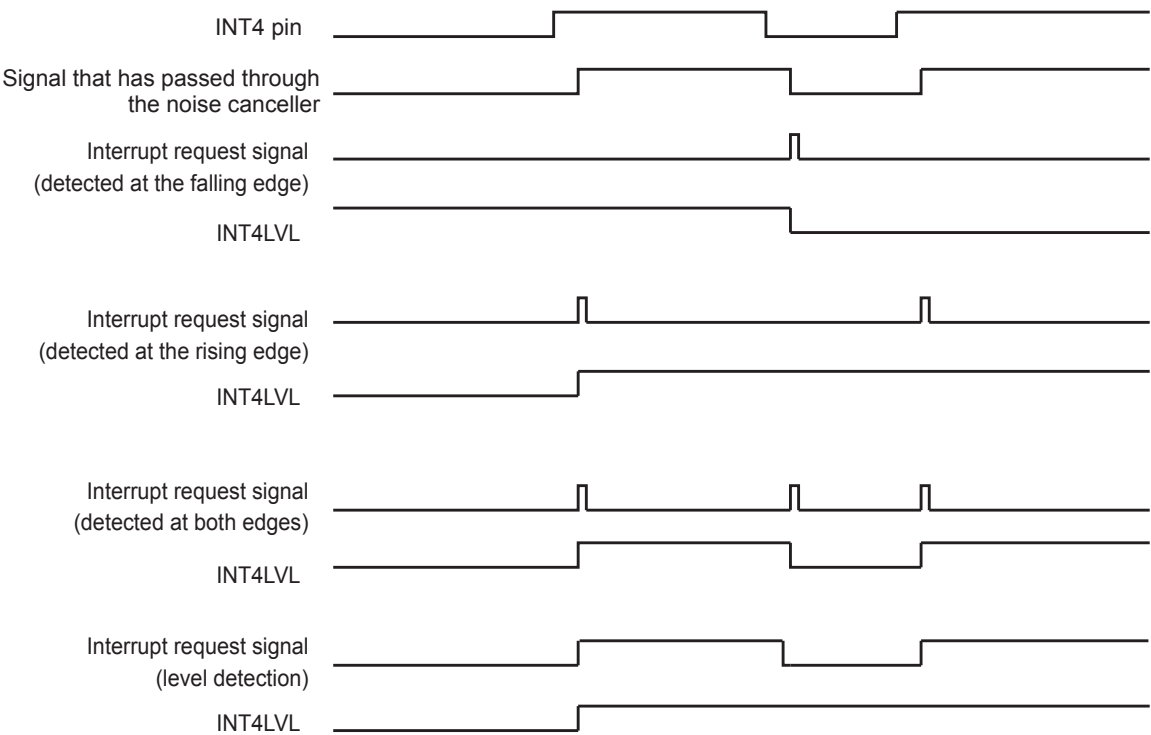 INT4 pin
Signal that has passed through
the noise canceller
Interrupt request signal
(detected at the falling edge)
INT4LVL
Interrupt request signal
(detected at the rising edge)
INT4LVL
Interrupt request signal
(detected at both edges)
INT4LVL
Interrupt request signal
(level detection)
INT4LVL